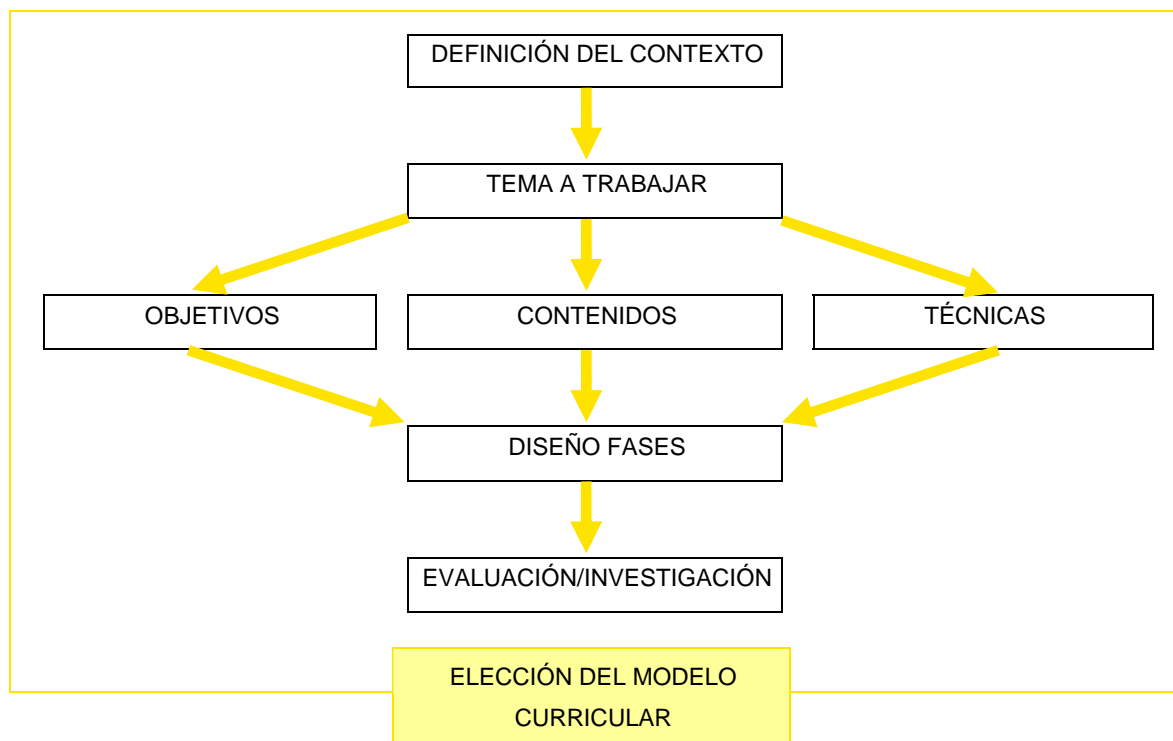 DEFINICIÓN DEL CONTEXTO
TEMA A TRABAJAR
OBJETIVOS
CONTENIDOS
TÉCNICAS
DISEÑO FASES
EVALUACIÓN/INVESTIGACIÓN
ELECCIÓN DEL MODELO
CURRICULAR